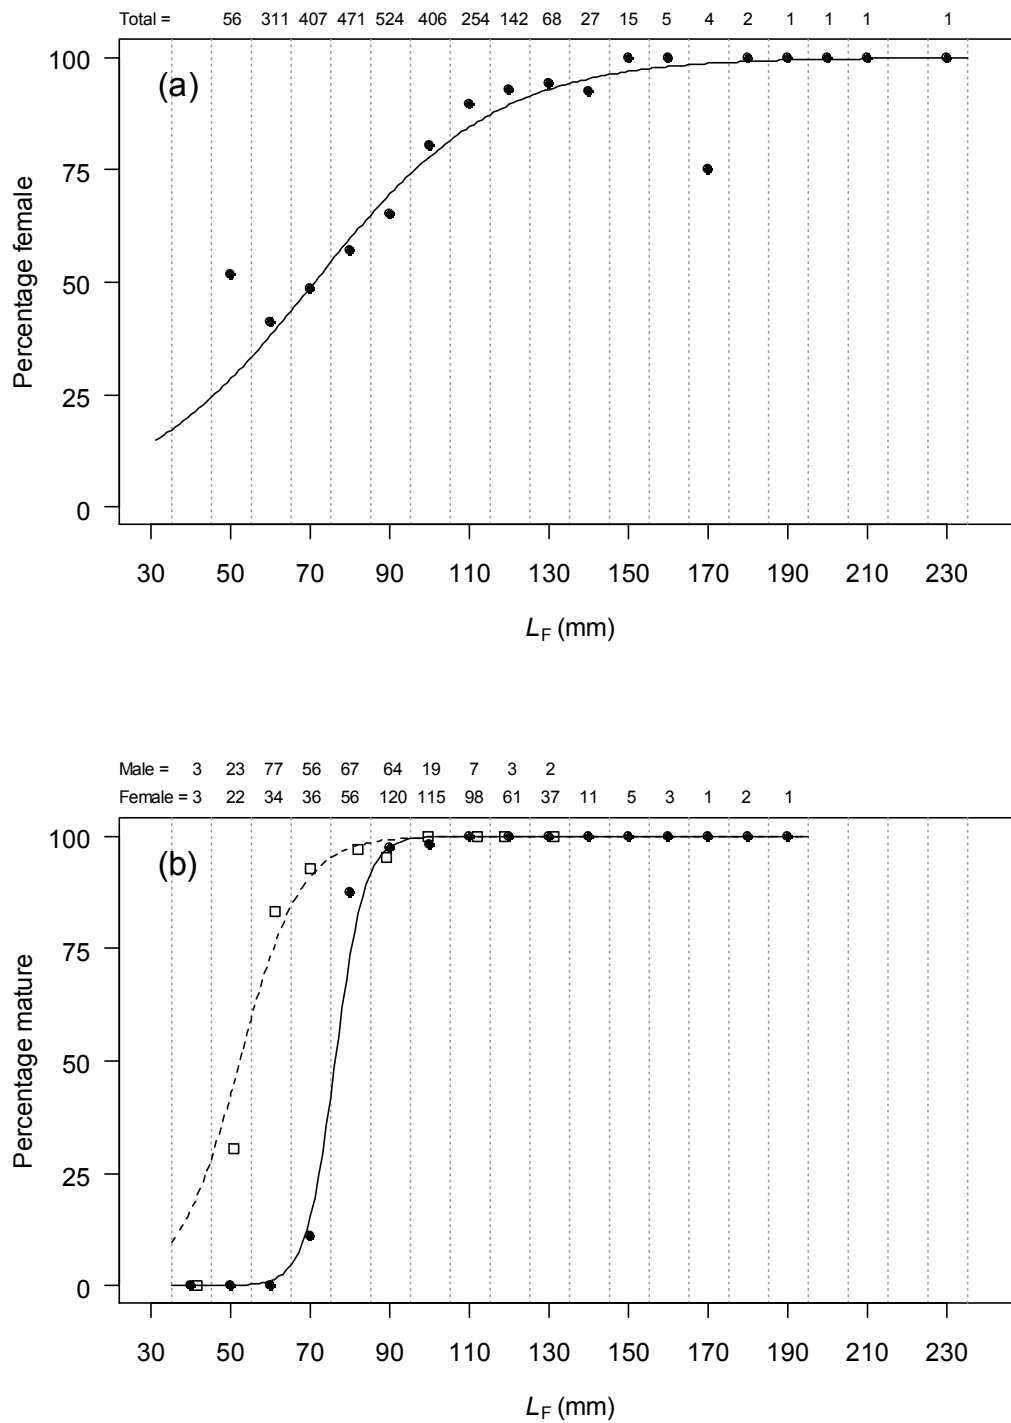 Total = 56 311 407 471 524 406 254 142 68 27 15 5 4 2 1 1 1 1
100
(a)
75
Percentage female
50
25
0
30 50 70 90 110 130 150 170 190 210 230
LF (mm)
Male = 3 23 77 56 67 64 19 7 3 2
Female = 3 22 34 36 56 120 115 98 61 37 11 5 3 1 2 1
100
(b)
75
Percentage mature
50
25
0
30 50 70 90 110 130 150 170 190 210 230
LF (mm)